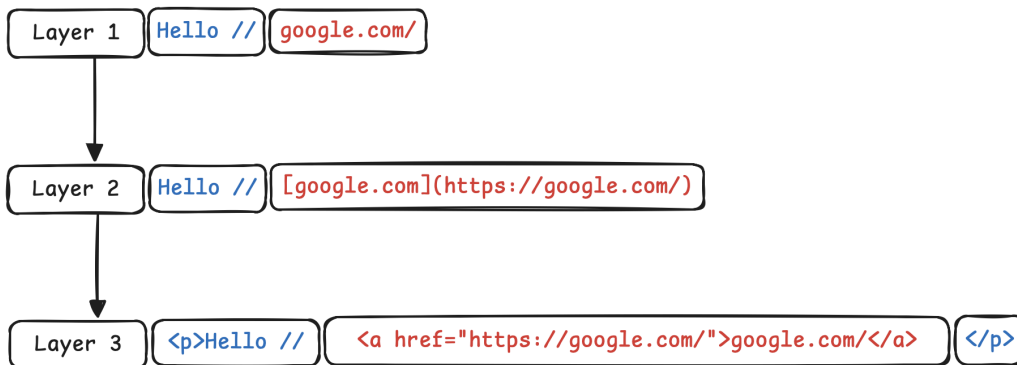 Layer 1 Hello // google.com/
Layer 2 Hello // [google.com](https://google.com/)
Layer 3 <p>Hello // <a href="https://google.com/">google.com/</a> </p>